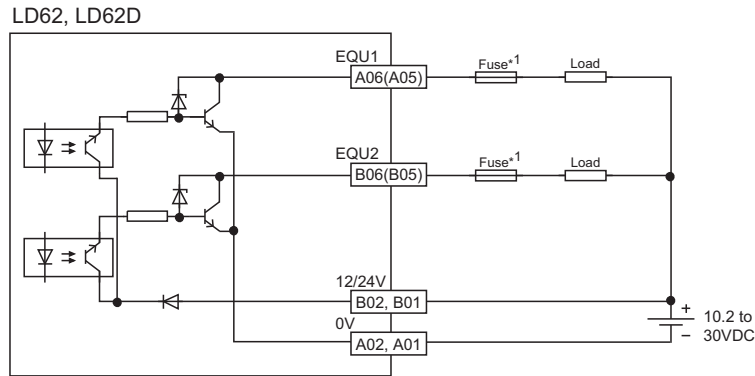 LD62, LD62D
EQU1
A06(A05)
Fuse*1
Load
EQU2
B06(B05)
Fuse*1
Load
12/24V
B02, B01
0V
A02, A01
+
10.2 to
−
30VDC